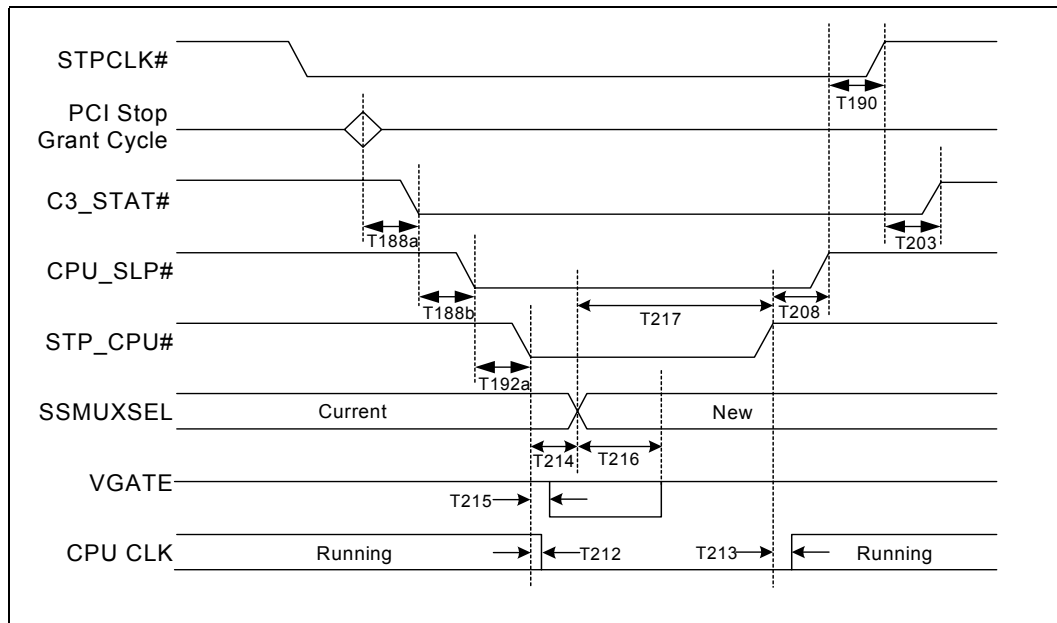 STPCLK#
T190
PCI Stop
Grant Cycle
C3_STAT#
T188a
T203
CPU_SLP#
T188b
T217
T208
STP_CPU#
T192a
SSMUXSEL
Current
New
T214
T216
VGATE
T215
CPU CLK
Running
T212
T213
Running